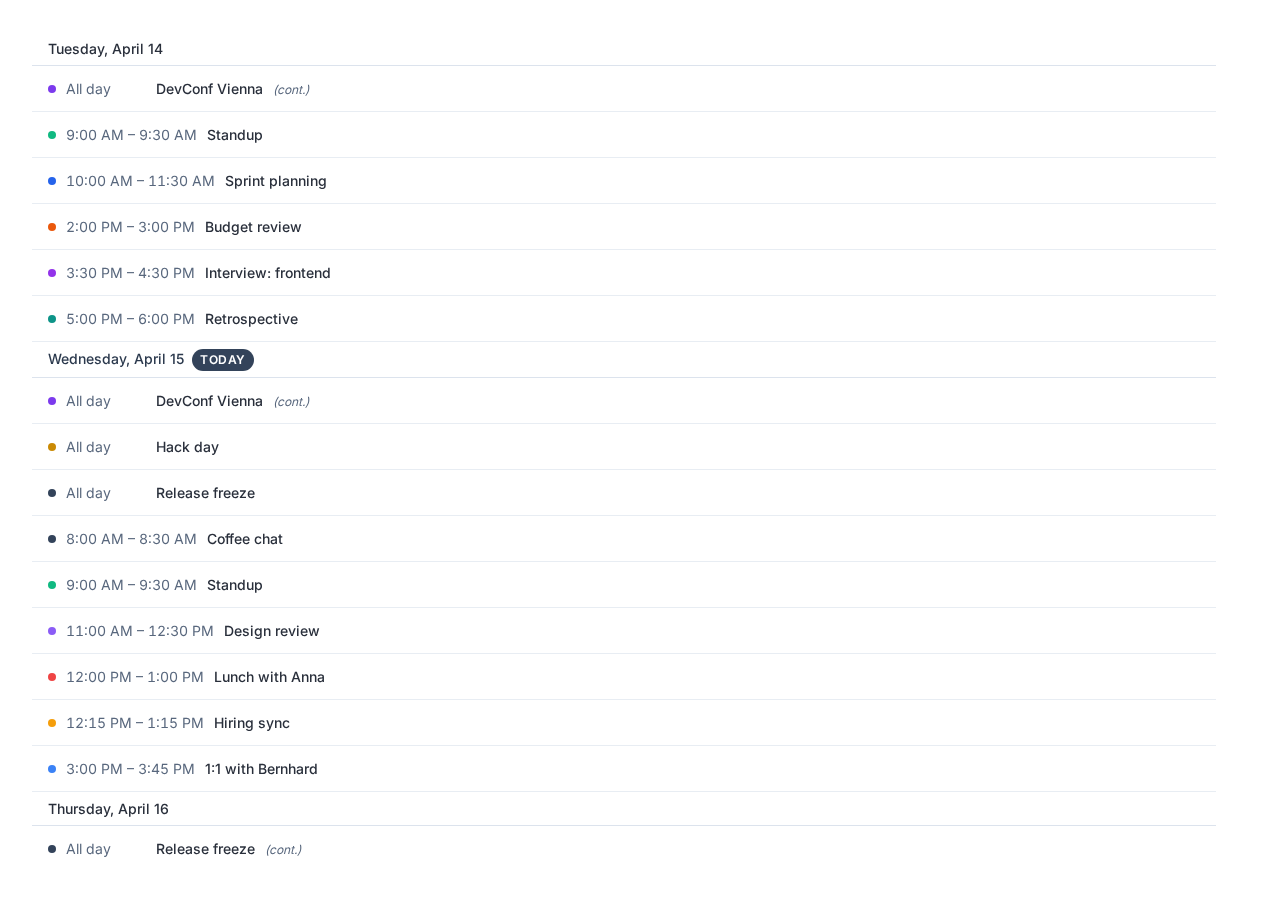 Tuesday, April 14
All day DevConf Vienna (cont.)
9:00 AM – 9:30 AM Standup
10:00 AM – 11:30 AM Sprint planning
2:00 PM – 3:00 PM Budget review
3:30 PM – 4:30 PM Interview: frontend
5:00 PM – 6:00 PM Retrospective
Wednesday, April 15 TODAY
All day DevConf Vienna (cont.)
All day Hack day
All day Release freeze
8:00 AM – 8:30 AM Coffee chat
9:00 AM – 9:30 AM Standup
11:00 AM – 12:30 PM Design review
12:00 PM – 1:00 PM Lunch with Anna
12:15 PM – 1:15 PM Hiring sync
3:00 PM – 3:45 PM 1:1 with Bernhard
Thursday, April 16
All day Release freeze (cont.)